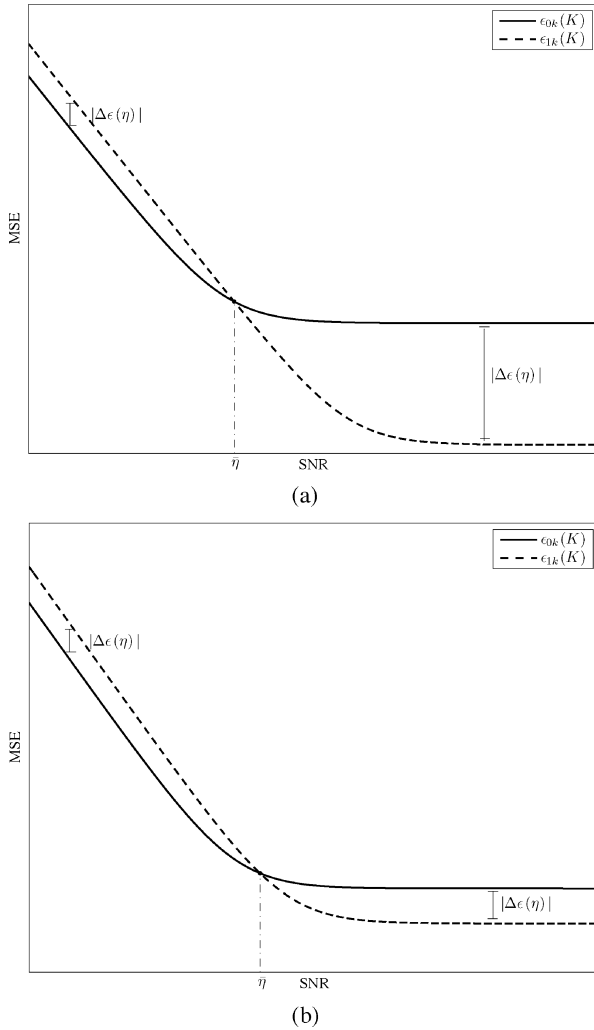 ϵ₀ₖ(K)
ϵ₁ₖ(K)
|Δϵ(η)|
MSE
|Δϵ(η)|
η̄
SNR
(a)
ϵ₀ₖ(K)
ϵ₁ₖ(K)
|Δϵ(η)|
MSE
|Δϵ(η)|
η̄
SNR
(b)